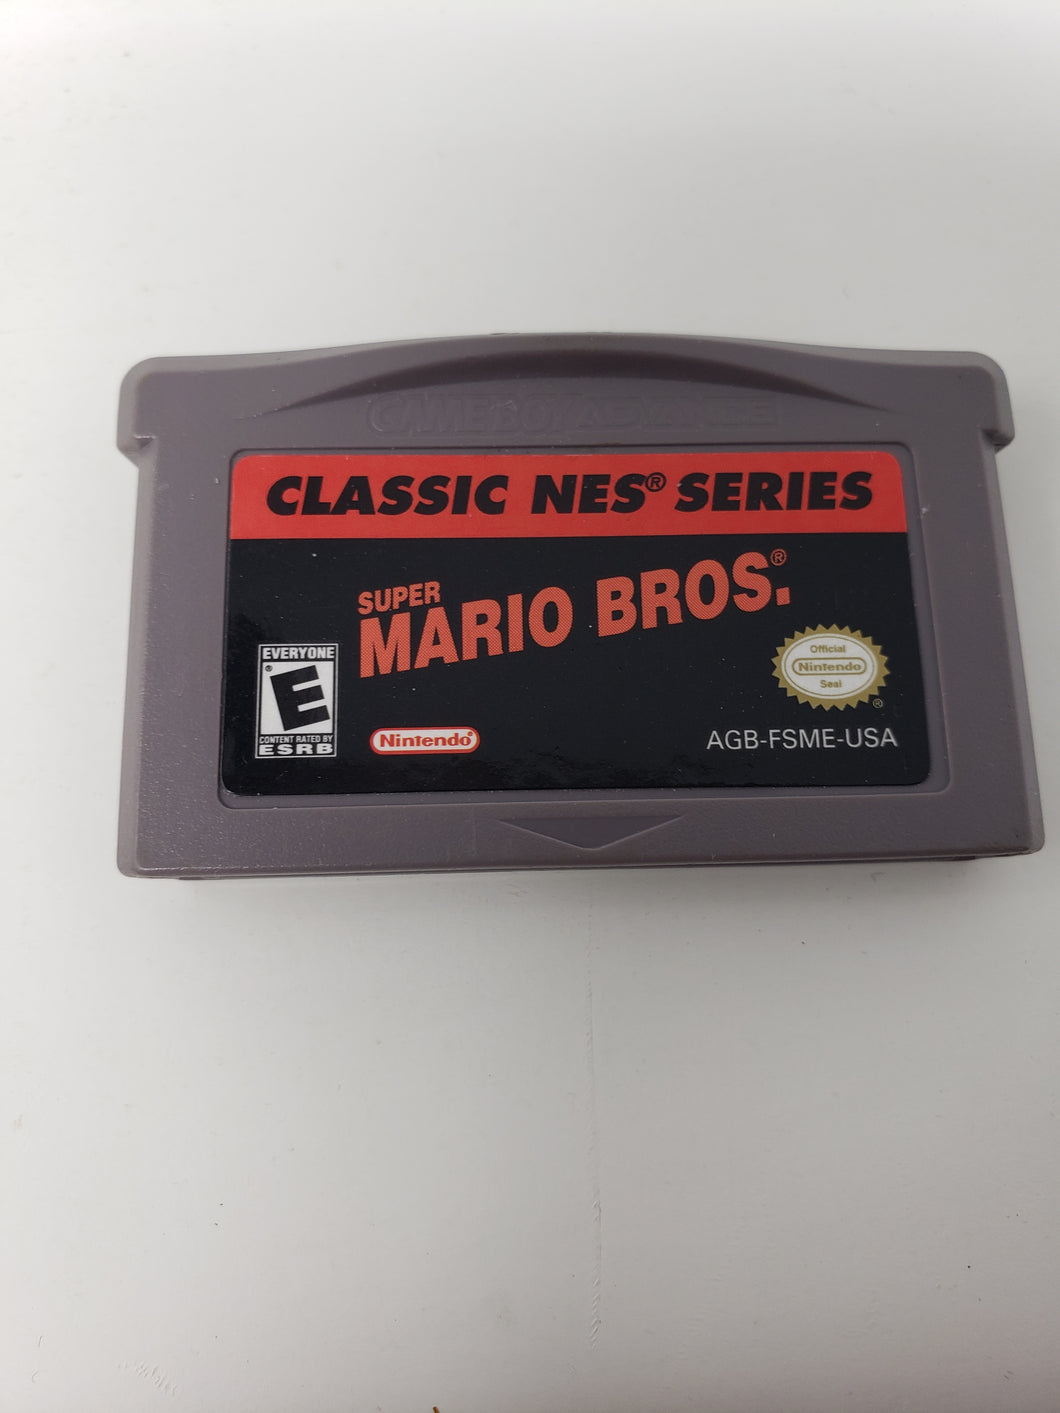 GAME BOY ADVANCE
CLASSIC NES® SERIES
SUPER
MARIO BROS.®
EVERYONE
E®
CONTENT RATED BY
ESRB
Nintendo®
Official
Nintendo
Seal®
AGB-FSME-USA